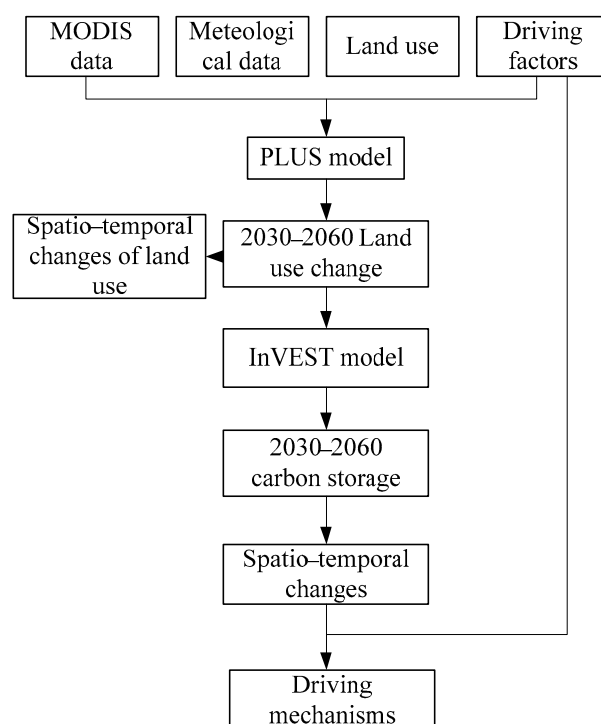 MODIS
data
Meteologi
cal data
Land use
Driving
factors
PLUS model
Spatio–temporal
changes of land
use
2030–2060 Land
use change
InVEST model
2030–2060
carbon storage
Spatio–temporal
changes
Driving
mechanisms